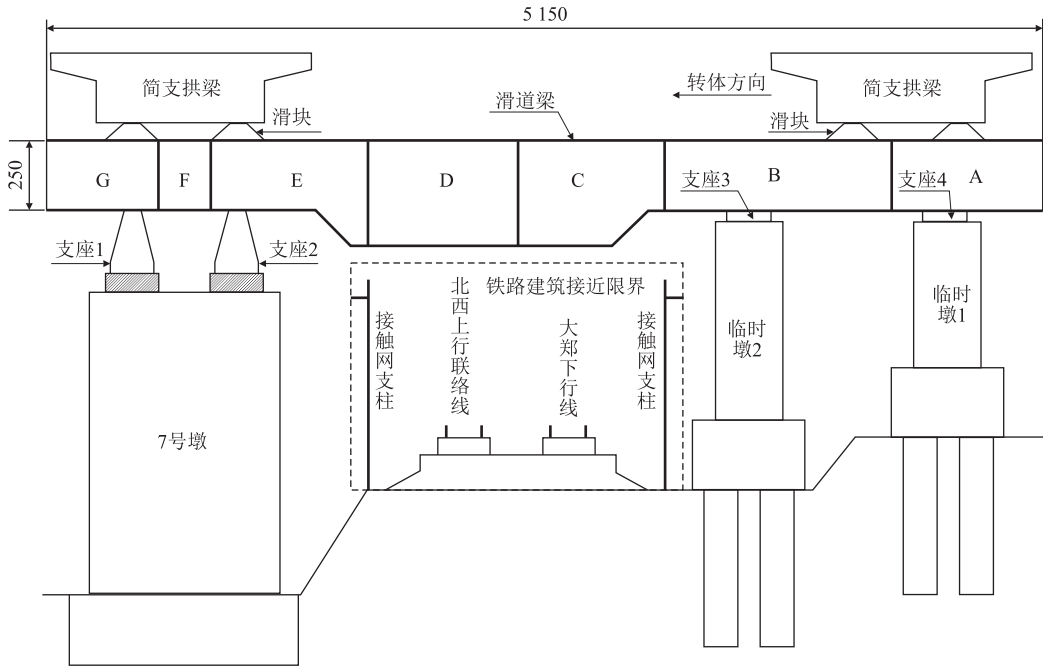 5 150
简支拱梁
转体方向
简支拱梁
滑道梁
滑块
滑块
250
G
F
E
D
C
B
A
支座3
支座4
支座1
支座2
铁路建筑接近限界
北西上行联络线
大郑下行线
接触网支柱
接触网支柱
临时
墩2
临时
墩1
7号墩